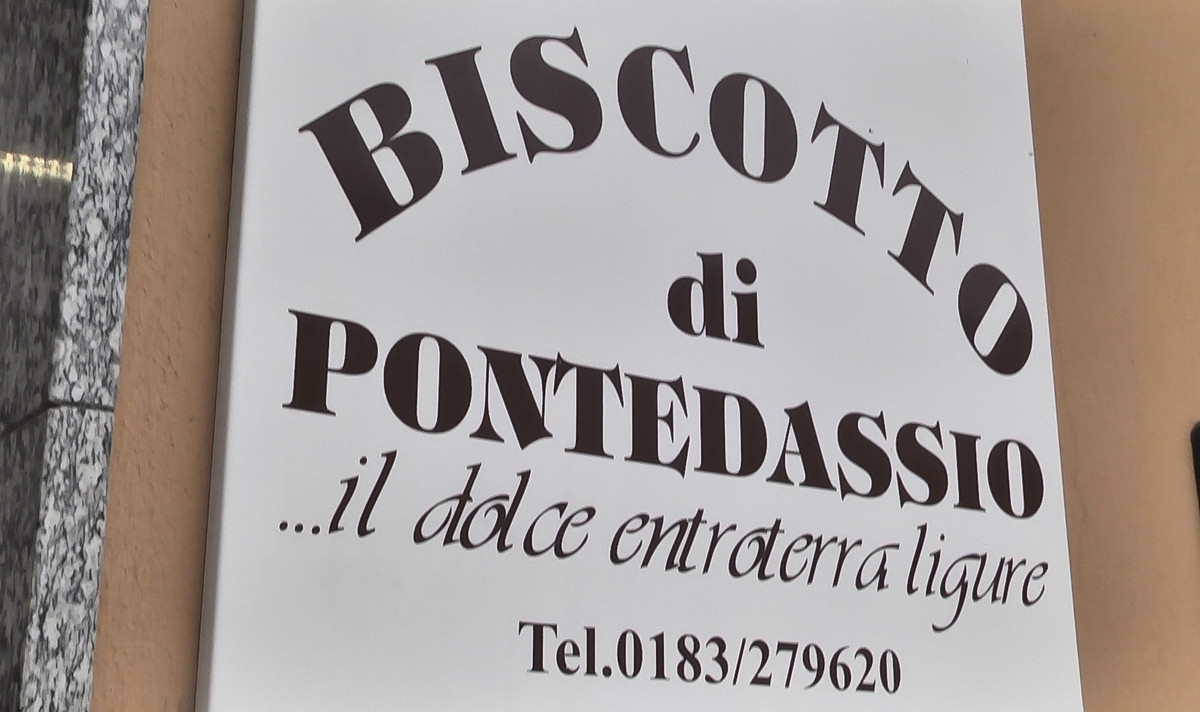 BISCOTTO
di
PONTEDASSIO
...il dolce entroterra ligure
Tel.0183/279620